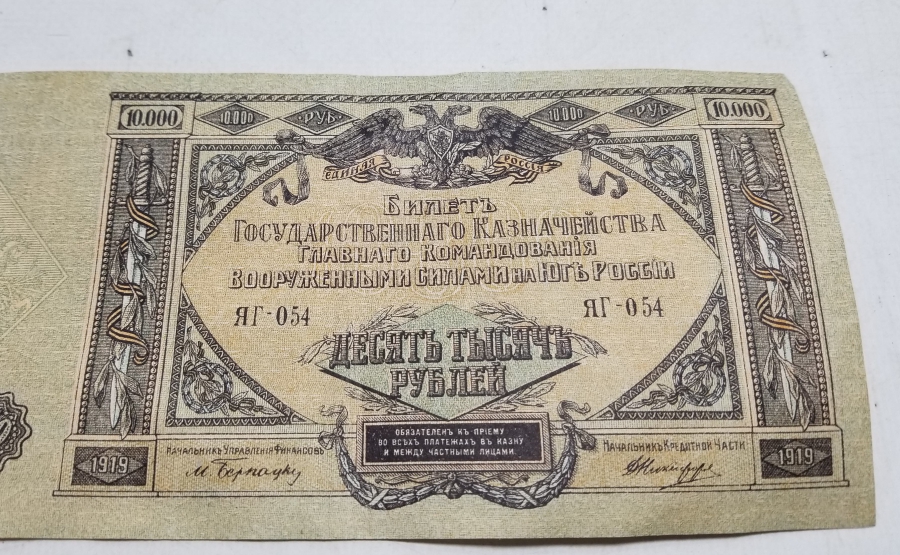 10.000 10.000 РУБ 10.000 РУБ 10.000
ЕДИНАЯ РОССІЯ
БИЛЕТЪ
ГОСУДАРСТВЕННАГО КАЗНАЧЕЙСТВА
ГЛАВНАГО КОМАНДОВАНІЯ
ВООРУЖЕННЫМИ СИЛАМИ НА ЮГѢ РОССІИ
ЯГ-054 ЯГ-054
ДЕСЯТЬ ТЫСЯЧЪ
РУБЛЕЙ
ОБЯЗАТЕЛЕНЪ КЪ ПРІЕМУ
ВО ВСѢХЪ ПЛАТЕЖАХЪ ВЪ КАЗНУ
И МЕЖДУ ЧАСТНЫМИ ЛИЦАМИ.
НАЧАЛЬНИКЪ УПРАВЛЕНІЯ ФИНАНСОВЪ НАЧАЛЬНИКЪ КРЕДИТНОЙ ЧАСТИ
1919 1919